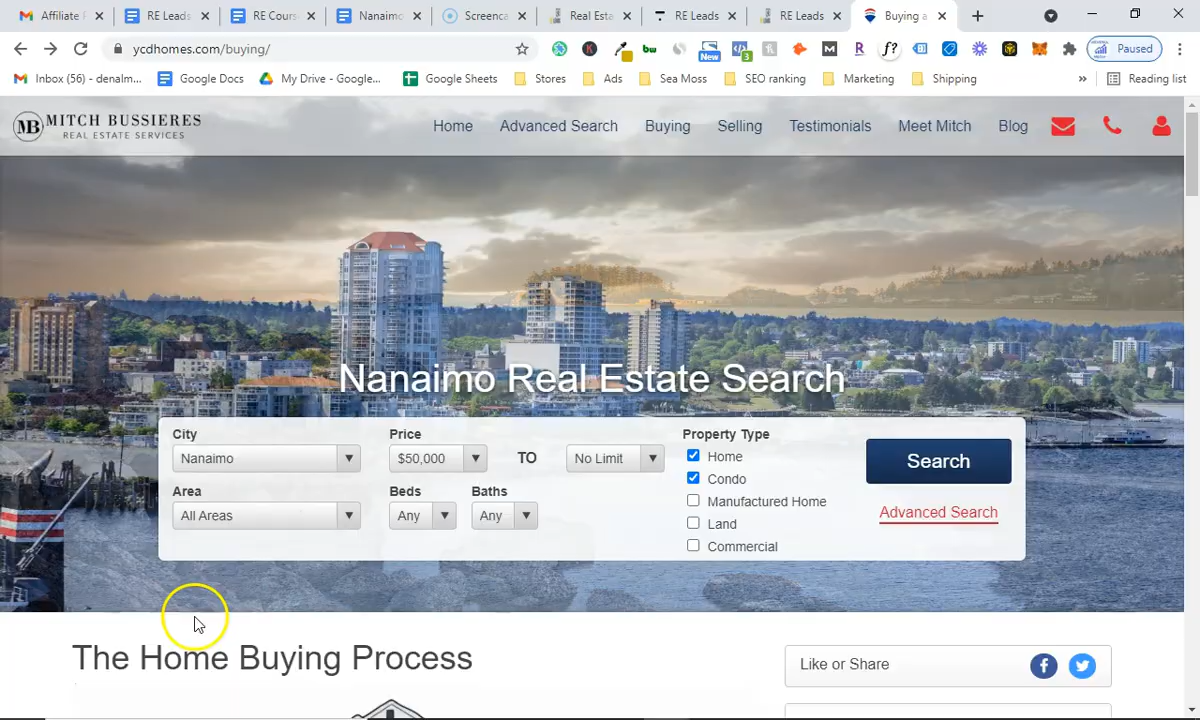 Affiliate
RE Leads
RE Cours
Nanaimo
Screenca
Real Esta
RE Leads
RE Leads
Buying a
ycdhomes.com/buying/
bw
New
3
M
R
f?
Paused
Inbox (56) - denalm...
Google Docs
My Drive - Google...
Google Sheets
Stores
Ads
Sea Moss
SEO ranking
Marketing
Shipping
»
Reading list
MB
MITCH BUSSIERES
REAL ESTATE SERVICES
Home
Advanced Search
Buying
Selling
Testimonials
Meet Mitch
Blog
Nanaimo Real Estate Search
City
Price
Property Type
Nanaimo
$50,000
TO
No Limit
Home
Search
Condo
Area
Beds
Baths
Manufactured Home
All Areas
Any
Any
Advanced Search
Land
Commercial
The Home Buying Process
Like or Share